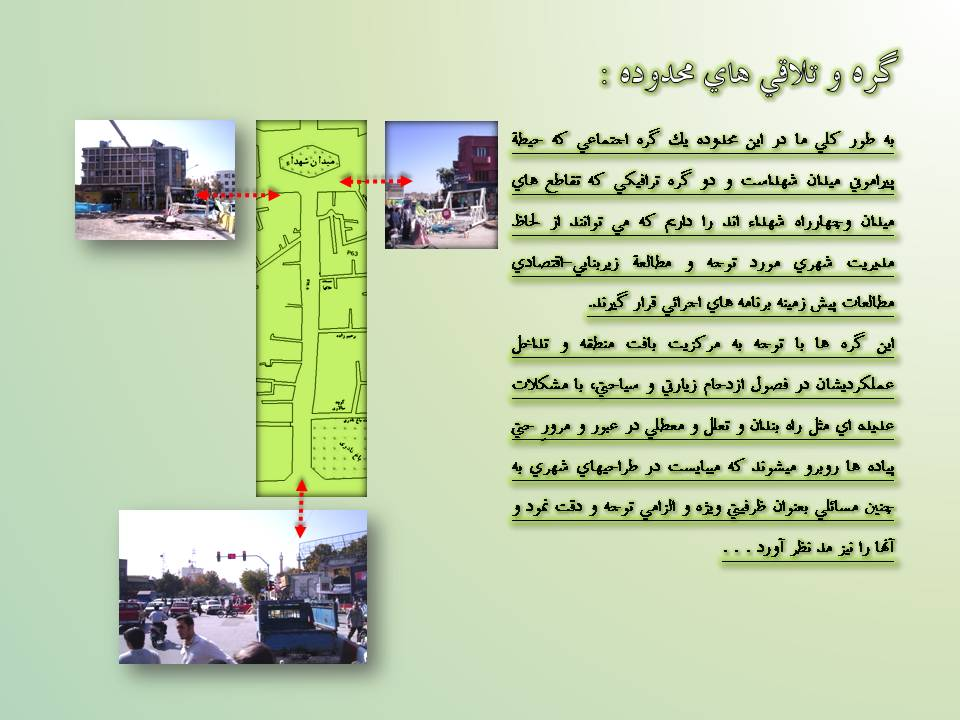 گره و تلاقي هاي محدوده :
به طور كلي ما در اين محدوده يك گره اجتماعي كه حيطة
پيراموني ميدان شهداست و دو گره ترافيكي كه تقاطع هاي
ميدان وچهارراه شهداء اند را داريم كه مي توانند از لحاظ
مديريت شهري مورد توجه و مطالعة زيربنايي-اقتصادي
مطالعات پيش زمينه برنامه هاي اجرائي قرار گيرند.
اين گره ها با توجه به مركزيت بافت منطقه و تداخل
عملكرديشان در فصول ازدحام زيارتي و سياحتي، با مشكلات
عديده اي مثل راه بندان و تعلل و معطلي در عبور و مرورِ حتي
پياده ها روبرو ميشوند كه ميبايست در طراحيهاي شهري به
چنين مسائلي بعنوان ظرفيتي ويژه و الزامي توجه و دقت نمود و
آنها را نيز مد نظر آورد . . .
ميدان شهداء
P63
باغ نادري